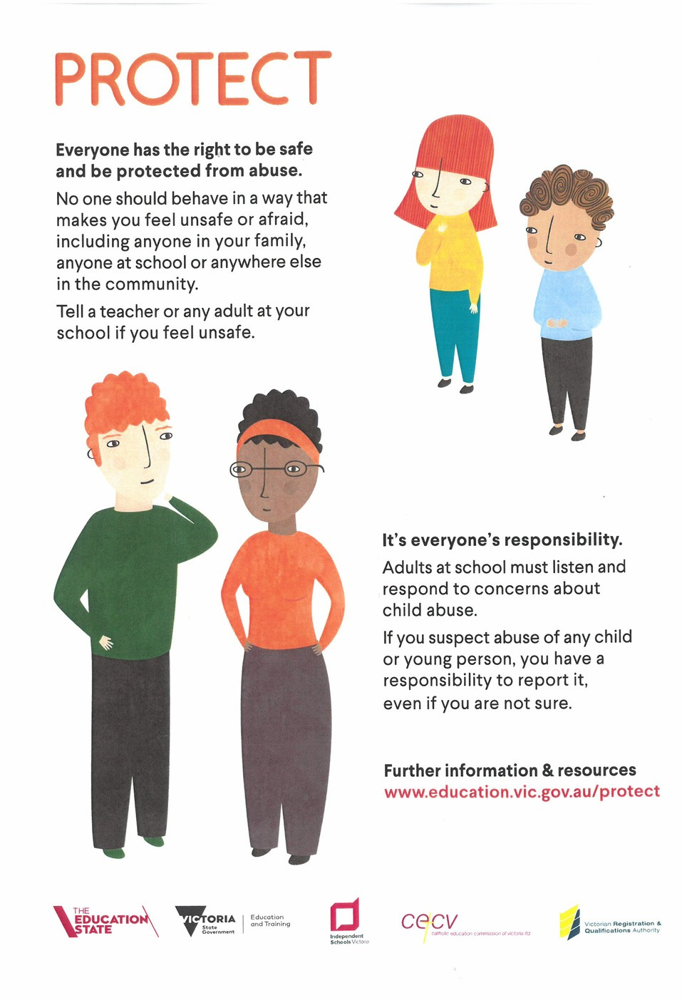 PROTECT
Everyone has the right to be safe
and be protected from abuse.
No one should behave in a way that
makes you feel unsafe or afraid,
including anyone in your family,
anyone at school or anywhere else
in the community.
Tell a teacher or any adult at your
school if you feel unsafe.
It's everyone's responsibility.
Adults at school must listen and
respond to concerns about
child abuse.
If you suspect abuse of any child
or young person, you have a
responsibility to report it,
even if you are not sure.
Further information & resources
www.education.vic.gov.au/protect
THE
EDUCATION
STATE
VICTORIA
State
Government
Education
and Training
Independent
Schools Victoria
cecv
catholic education commission of victoria ltd
Victorian Registration &
Qualifications Authority